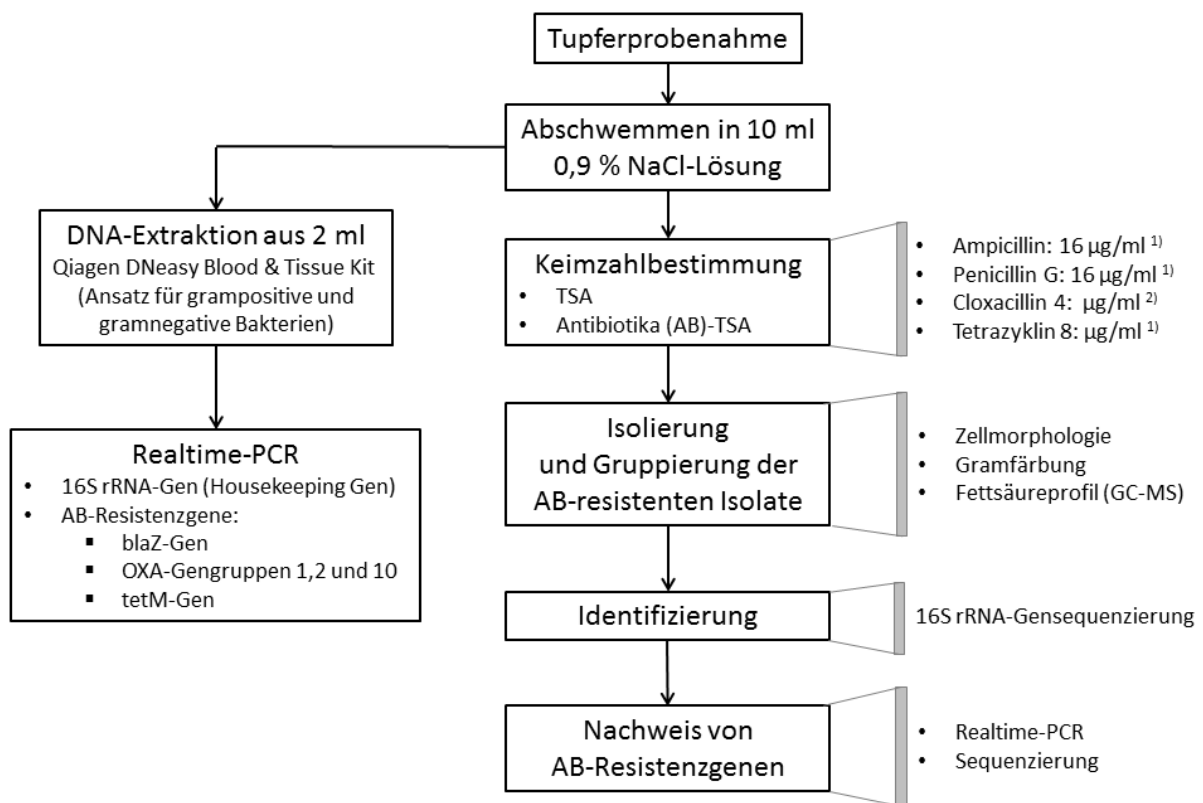 Tupferprobenahme
Abschwemmen in 10 ml
0,9 % NaCl-Lösung
DNA-Extraktion aus 2 ml
Qiagen DNeasy Blood & Tissue Kit
(Ansatz für grampositive und
gramnegative Bakterien)
Realtime-PCR
• 16S rRNA-Gen (Housekeeping Gen)
• AB-Resistenzgene:
▪ blaZ-Gen
▪ OXA-Gengruppen 1,2 und 10
▪ tetM-Gen
Keimzahlbestimmung
• TSA
• Antibiotika (AB)-TSA
• Ampicillin: 16 µg/ml 1)
• Penicillin G: 16 µg/ml 1)
• Cloxacillin 4: µg/ml 2)
• Tetrazyklin 8: µg/ml 1)
Isolierung
und Gruppierung der
AB-resistenten Isolate
• Zellmorphologie
• Gramfärbung
• Fettsäureprofil (GC-MS)
Identifizierung
16S rRNA-Gensequenzierung
Nachweis von
AB-Resistenzgenen
• Realtime-PCR
• Sequenzierung